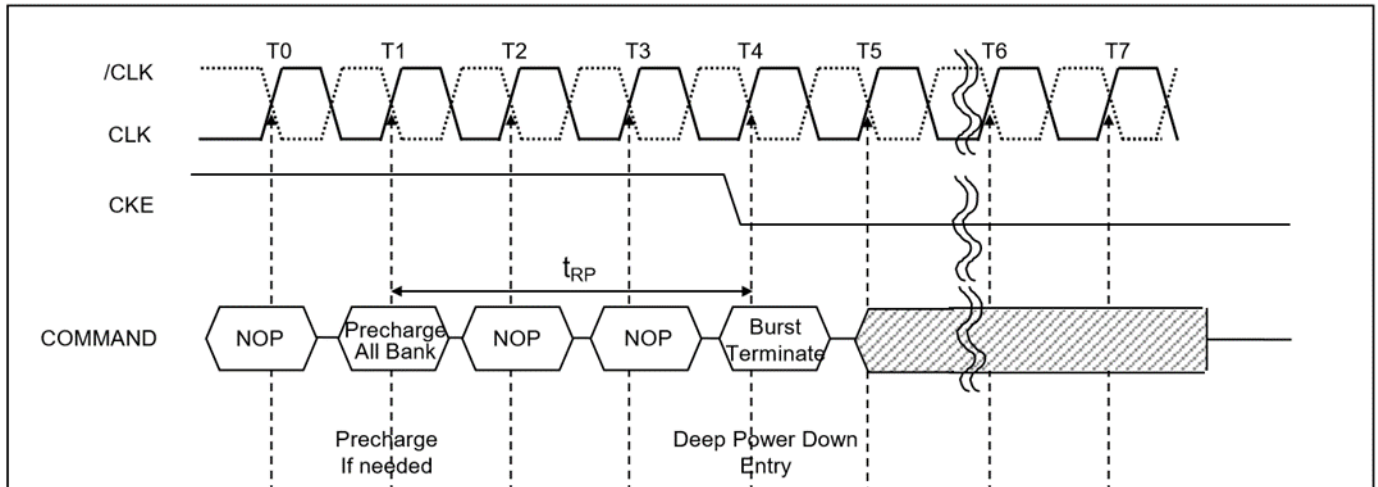 T0 T1 T2 T3 T4 T5 T6 T7
/CLK
CLK
CKE
tRP
COMMAND
NOP
Precharge
All Bank
NOP
NOP
Burst
Terminate
Precharge
If needed
Deep Power Down
Entry